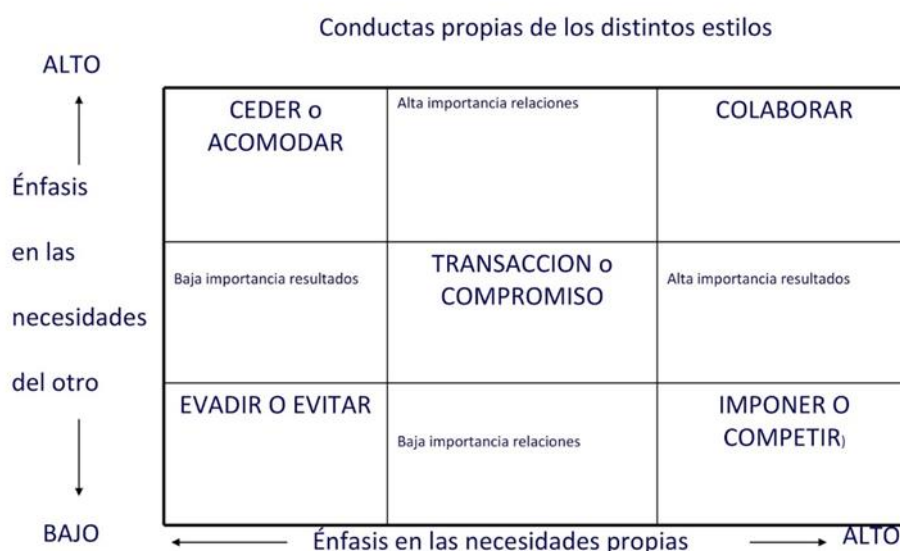 Conductas propias de los distintos estilos
ALTO
CEDER o
ACOMODAR
Alta importancia relaciones
COLABORAR
Énfasis
en las
necesidades
del otro
Baja importancia resultados
TRANSACCION o
COMPROMISO
Alta importancia resultados
EVADIR O EVITAR
Baja importancia relaciones
IMPONER O
COMPETIR)
BAJO
Énfasis en las necesidades propias
ALTO